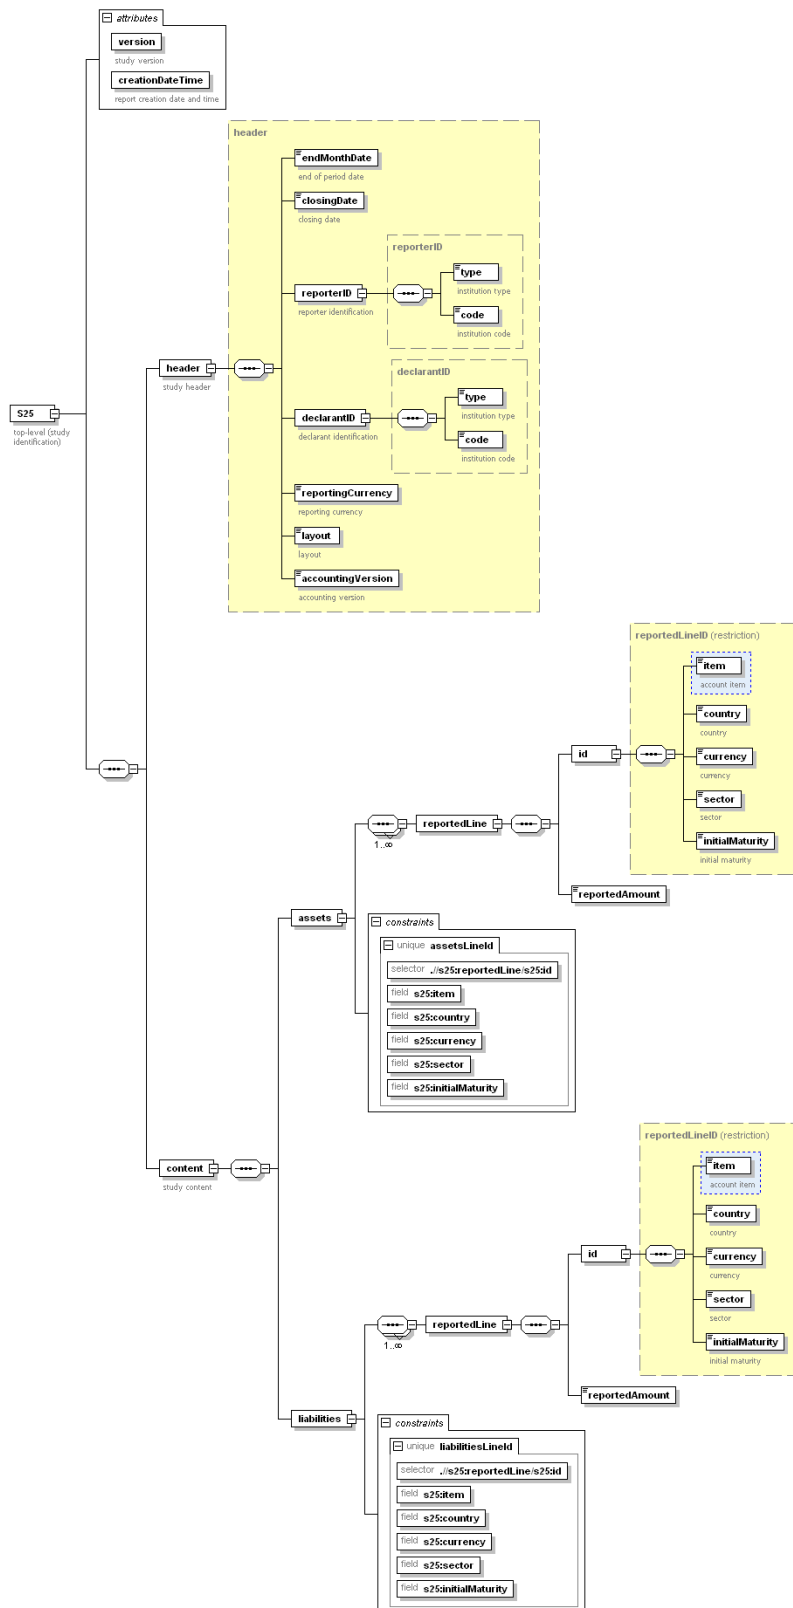 attributes
version
study version
creationDateTime
report creation date and time
header
endMonthDate
end of period date
closingDate
closing date
reporterID
type
institution type
reporterID
reporter identification
code
institution code
header
study header
declarantID
type
institution type
declarantID
declarant identification
code
institution code
S25
top-level (study
identification)
reportingCurrency
reporting currency
layout
layout
accountingVersion
accounting version
reportedLineID (restriction)
item
account item
country
country
id
currency
currency
sector
sector
initialMaturity
initial maturity
reportedLine
1..∞
reportedAmount
assets
constraints
unique assetsLineId
selector .//s25:reportedLine/s25:id
field s25:item
field s25:country
field s25:currency
field s25:sector
field s25:initialMaturity
content
study content
reportedLineID (restriction)
item
account item
country
country
id
currency
currency
sector
sector
initialMaturity
initial maturity
reportedLine
1..∞
reportedAmount
liabilities
constraints
unique liabilitiesLineId
selector .//s25:reportedLine/s25:id
field s25:item
field s25:country
field s25:currency
field s25:sector
field s25:initialMaturity